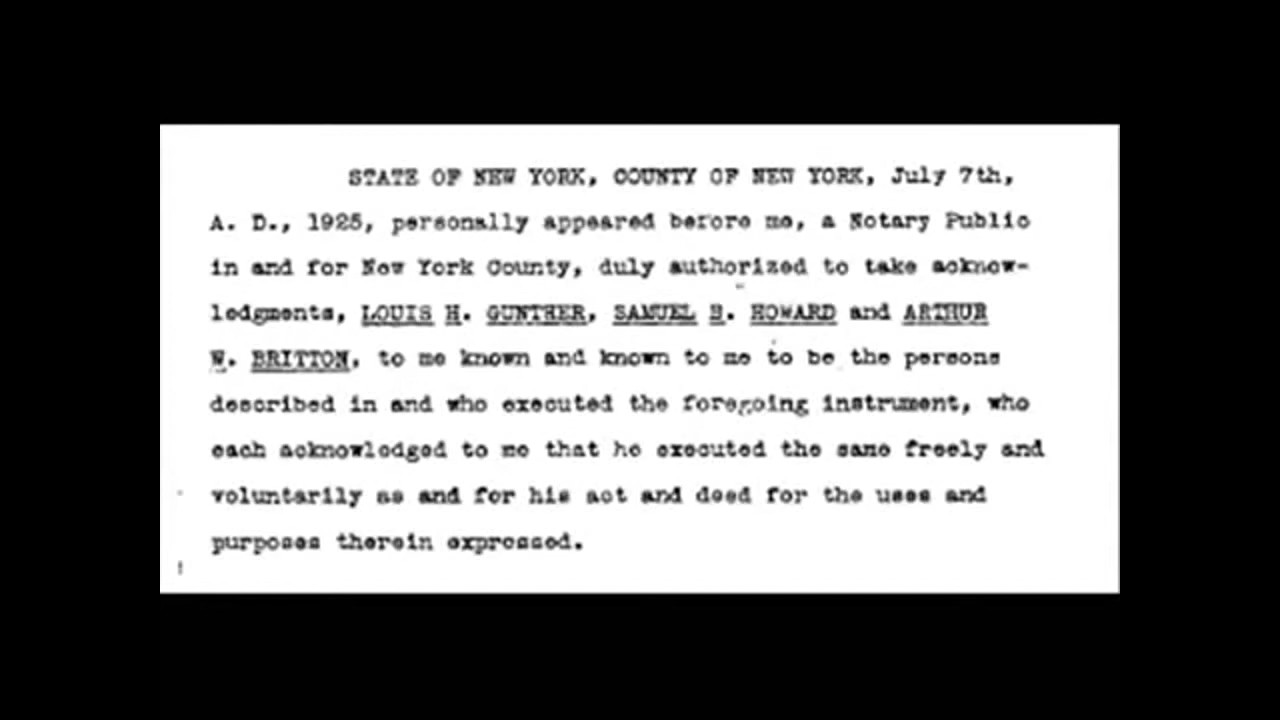 STATE OF NEW YORK, COUNTY OF NEW YORK, July 7th,
A. D., 1925, personally appeared before me, a Notary Public
in and for New York County, duly authorized to take acknow-
ledgments, LOUIS H. GUNTHER, SAMUEL B. HOWARD and ARTHUR
W. BRITTON, to me known and known to me to be the persons
described in and who executed the foregoing instrument, who
each acknowledged to me that he executed the same freely and
voluntarily as and for his act and deed for the uses and
purposes therein expressed.